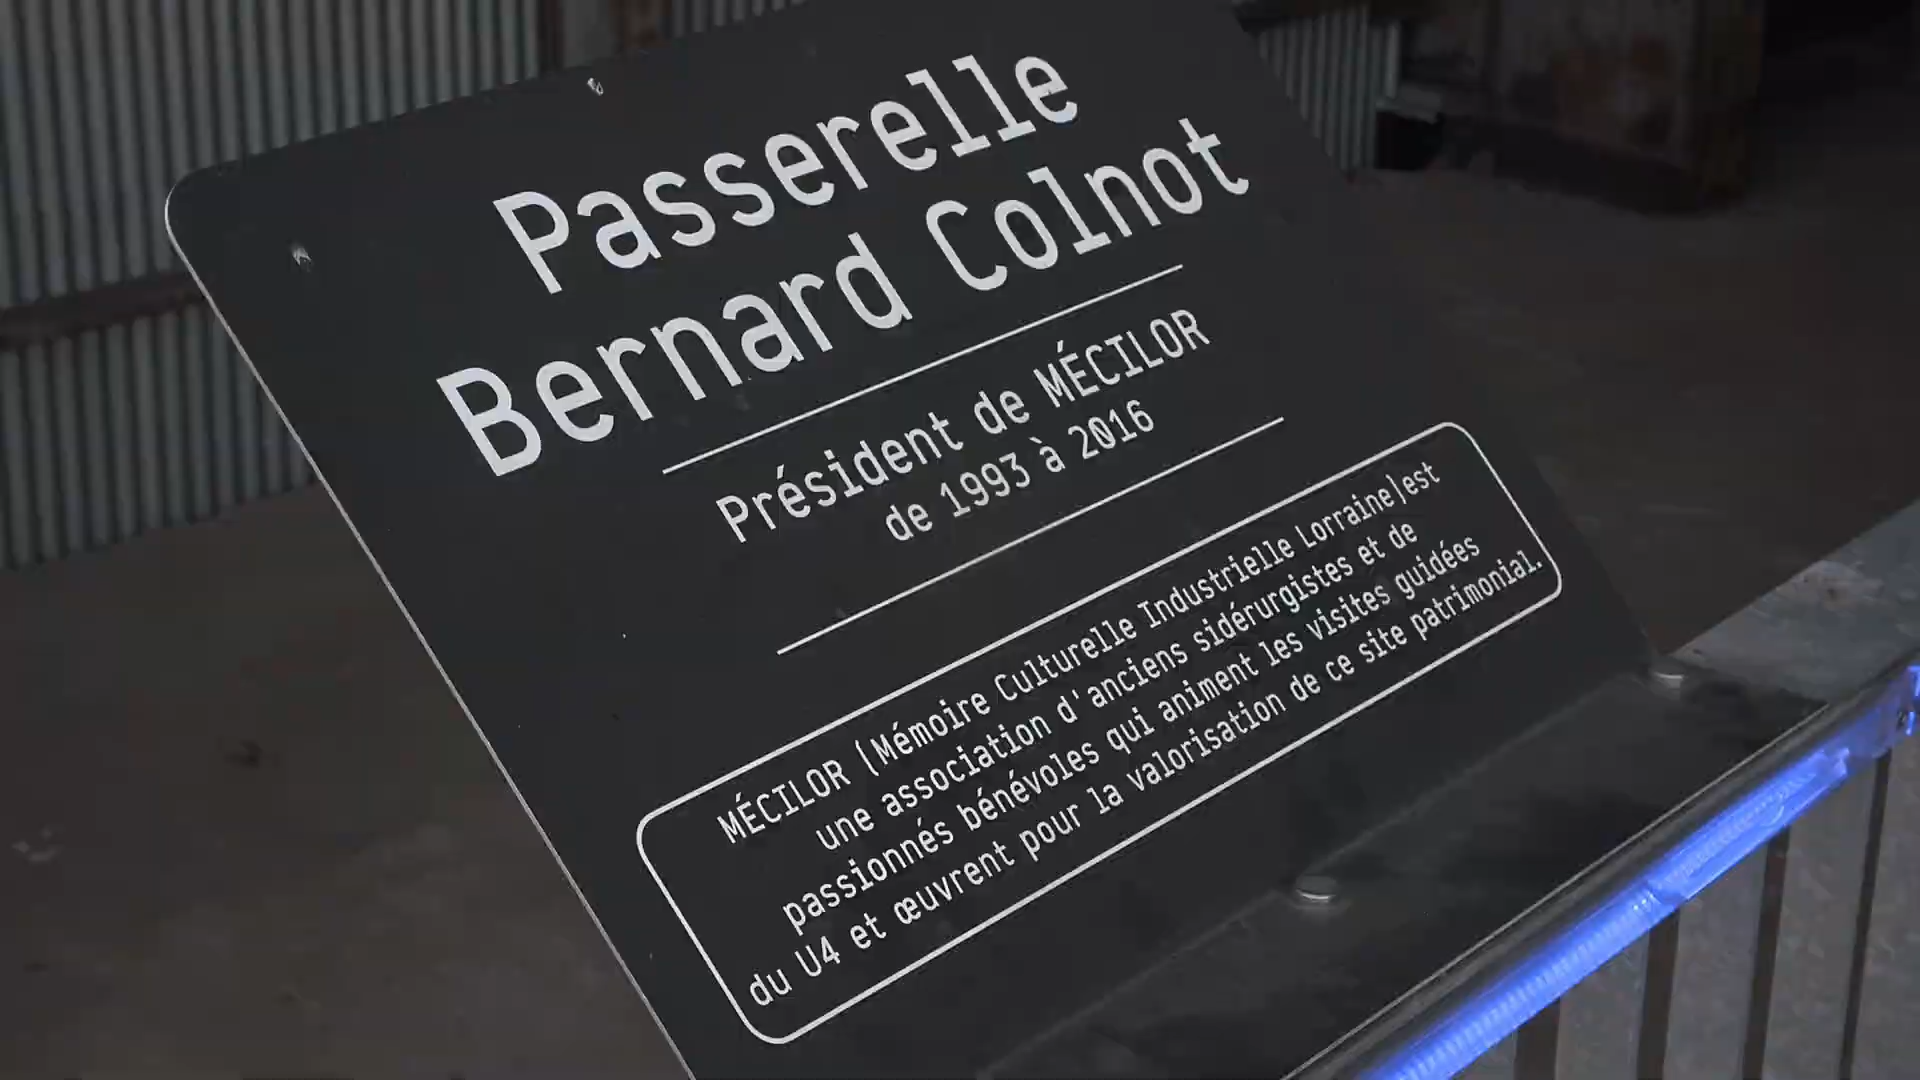 Passerelle
Bernard Colnot
Président de MÉCILOR
de 1993 à 2016
MÉCILOR (Mémoire Culturelle Industrielle Lorraine)est
une association d'anciens sidérurgistes et de
passionnés bénévoles qui animent les visites guidées
du U4 et œuvrent pour la valorisation de ce site patrimonial.